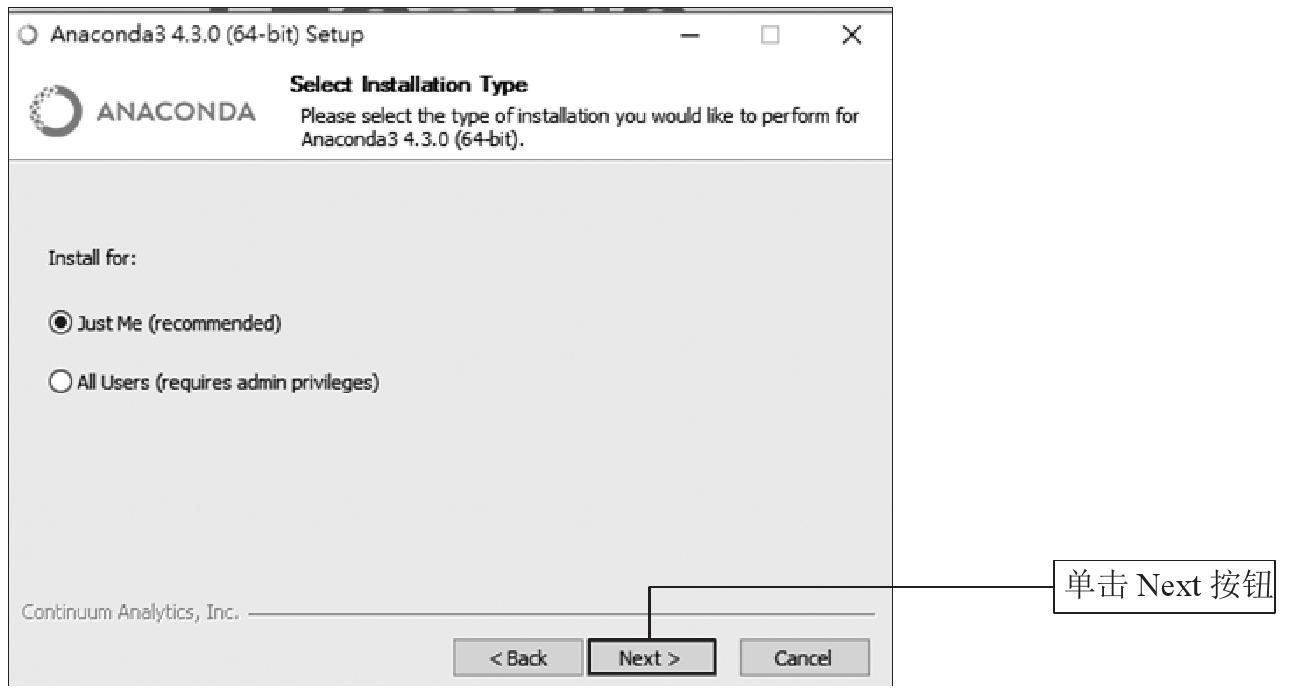 Anaconda3 4.3.0 (64-bit) Setup
ANACONDA
Select Installation Type
Please select the type of installation you would like to perform for
Anaconda3 4.3.0 (64-bit).
Install for:
Just Me (recommended)
All Users (requires admin privileges)
单击 Next 按钮
Continuum Analytics, Inc.
< Back
Next >
Cancel